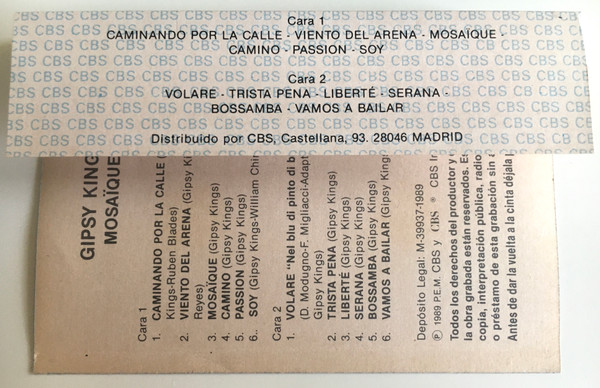 Cara 1
CAMINANDO POR LA CALLE - VIENTO DEL ARENA - MOSAÏQUE -
CAMINO - PASSION - SOY
Cara 2
VOLARE - TRISTA PENA - LIBERTÉ - SERANA -
BOSSAMBA - VAMOS A BAILAR
Distribuido por CBS, Castellana, 93. 28046 MADRID
GIPSY KING
MOSAÏQUE
Cara 1
1. CAMINANDO POR LA CALLE
Kings-Ruben Blades)
2. VIENTO DEL ARENA (Gipsy
Reyes)
3. MOSAÏQUE (Gipsy Kings)
4. CAMINO (Gipsy Kings)
5. PASSION (Gipsy Kings)
6.. SOY (Gipsy Kings-William Chi
Cara 2
1. VOLARE "Nel blu di pinto di b
(D. Modugno-F. Migliacci-Adapt
Gipsy Kings)
2. TRISTA PENA (Gipsy Kings)
3. LIBERTÉ (Gipsy Kings)
4. SERANA (Gipsy Kings)
5. BOSSAMBA (Gipsy Kings)
6. VAMOS A BAILAR (Gipsy Kings)
Depósito Legal: M-39937-1989
℗ 1989 P.E.M. CBS y CBS ® CBS In
Todos los derechos del productor y
la obra grabada están reservados. Es
copia, interpretación pública, radio
o préstamo de esta grabación sin a
Antes de dar la vuelta a la cinta déjala